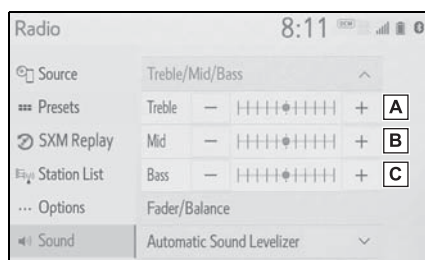 Radio
8:11
DCM
Source
Treble/Mid/Bass
Presets
Treble − + A
SXM Replay
Mid − + B
Station List
Bass − + C
Options
Fader/Balance
Sound
Automatic Sound Levelizer